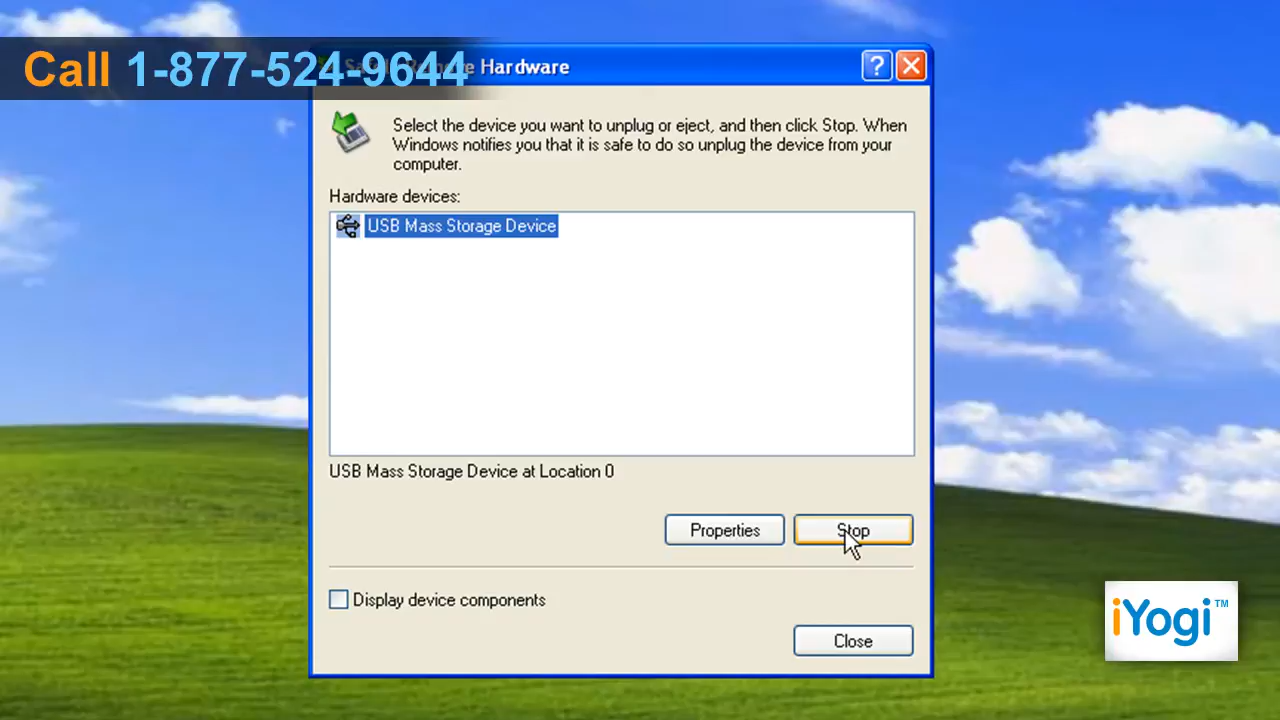 Call 1-877-524-9644
Hardware
?
Select the device you want to unplug or eject, and then click Stop. When
Windows notifies you that it is safe to do so unplug the device from your
computer.
Hardware devices:
USB Mass Storage Device
USB Mass Storage Device at Location 0
Properties
Stop
Display device components
Close
iYogi™